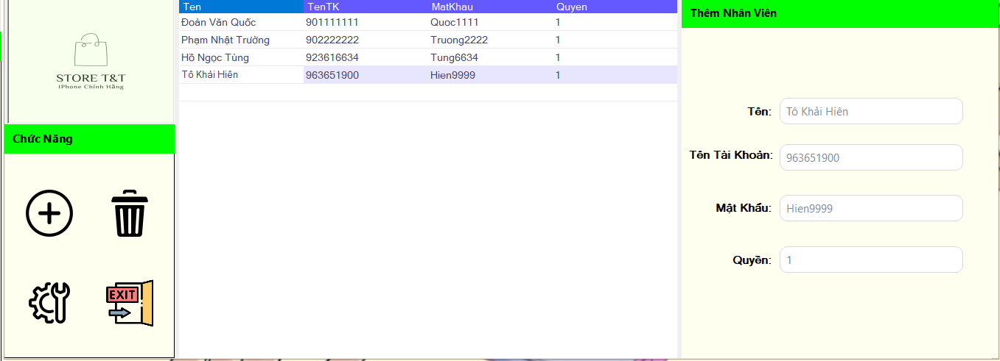 STORE T&T
IPhone Chính Hãng
Chức Năng
EXIT
Ten TenTK MatKhau Quyen
Đoàn Văn Quốc 901111111 Quoc1111 1
Phạm Nhật Trường 902222222 Truong2222 1
Hồ Ngọc Tùng 923616634 Tung6634 1
Tô Khải Hiên 963651900 Hien9999 1
Thêm Nhân Viên
Tên: Tô Khải Hiên
Tên Tài Khoản: 963651900
Mật Khẩu: Hien9999
Quyền: 1